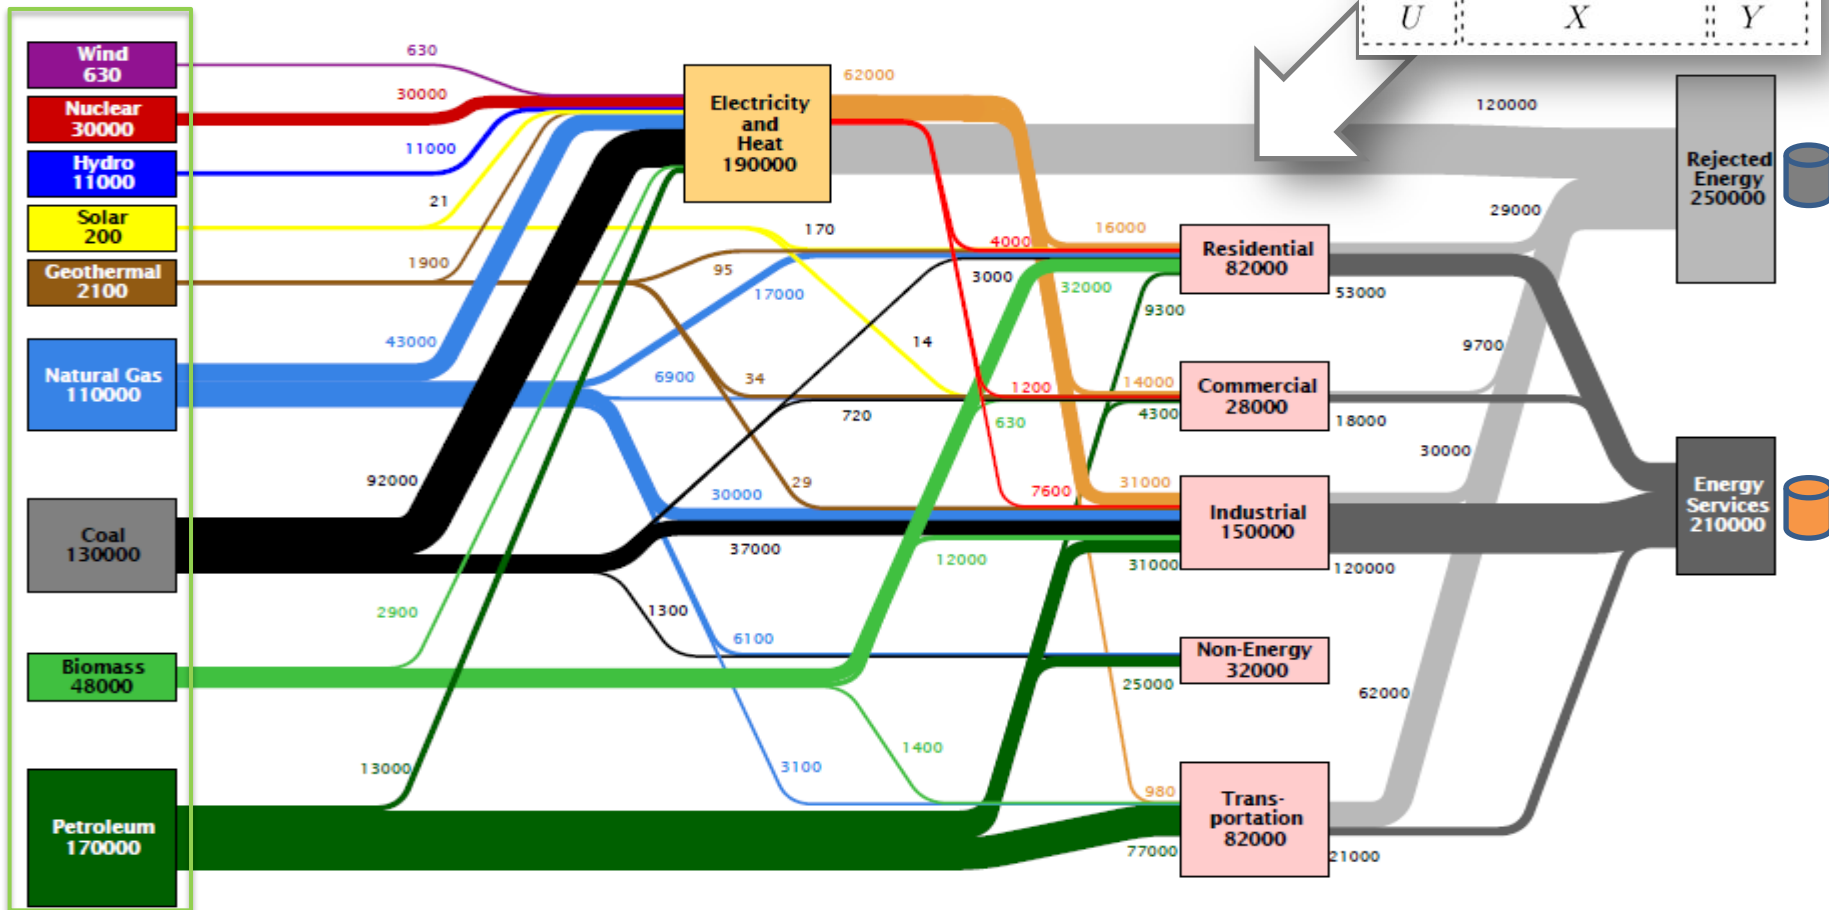 U X Y
Wind
630
Nuclear
30000
Hydro
11000
Solar
200
Geothermal
2100
Natural Gas
110000
Coal
130000
Biomass
48000
Petroleum
170000
630
30000
11000
21
1900
43000
92000
2900
13000
Electricity
and
Heat
190000
62000
120000
170
95
17000
4000
3000
16000
32000
9300
14
34
6900
720
1200
14000
630
4300
29
30000
7600
31000
37000
12000
31000
1300
6100
25000
1400
3100
980
77000
Residential
82000
Commercial
28000
Industrial
150000
Non-Energy
32000
Trans-
portation
82000
29000
53000
9700
18000
30000
120000
62000
21000
Rejected
Energy
250000
Energy
Services
210000